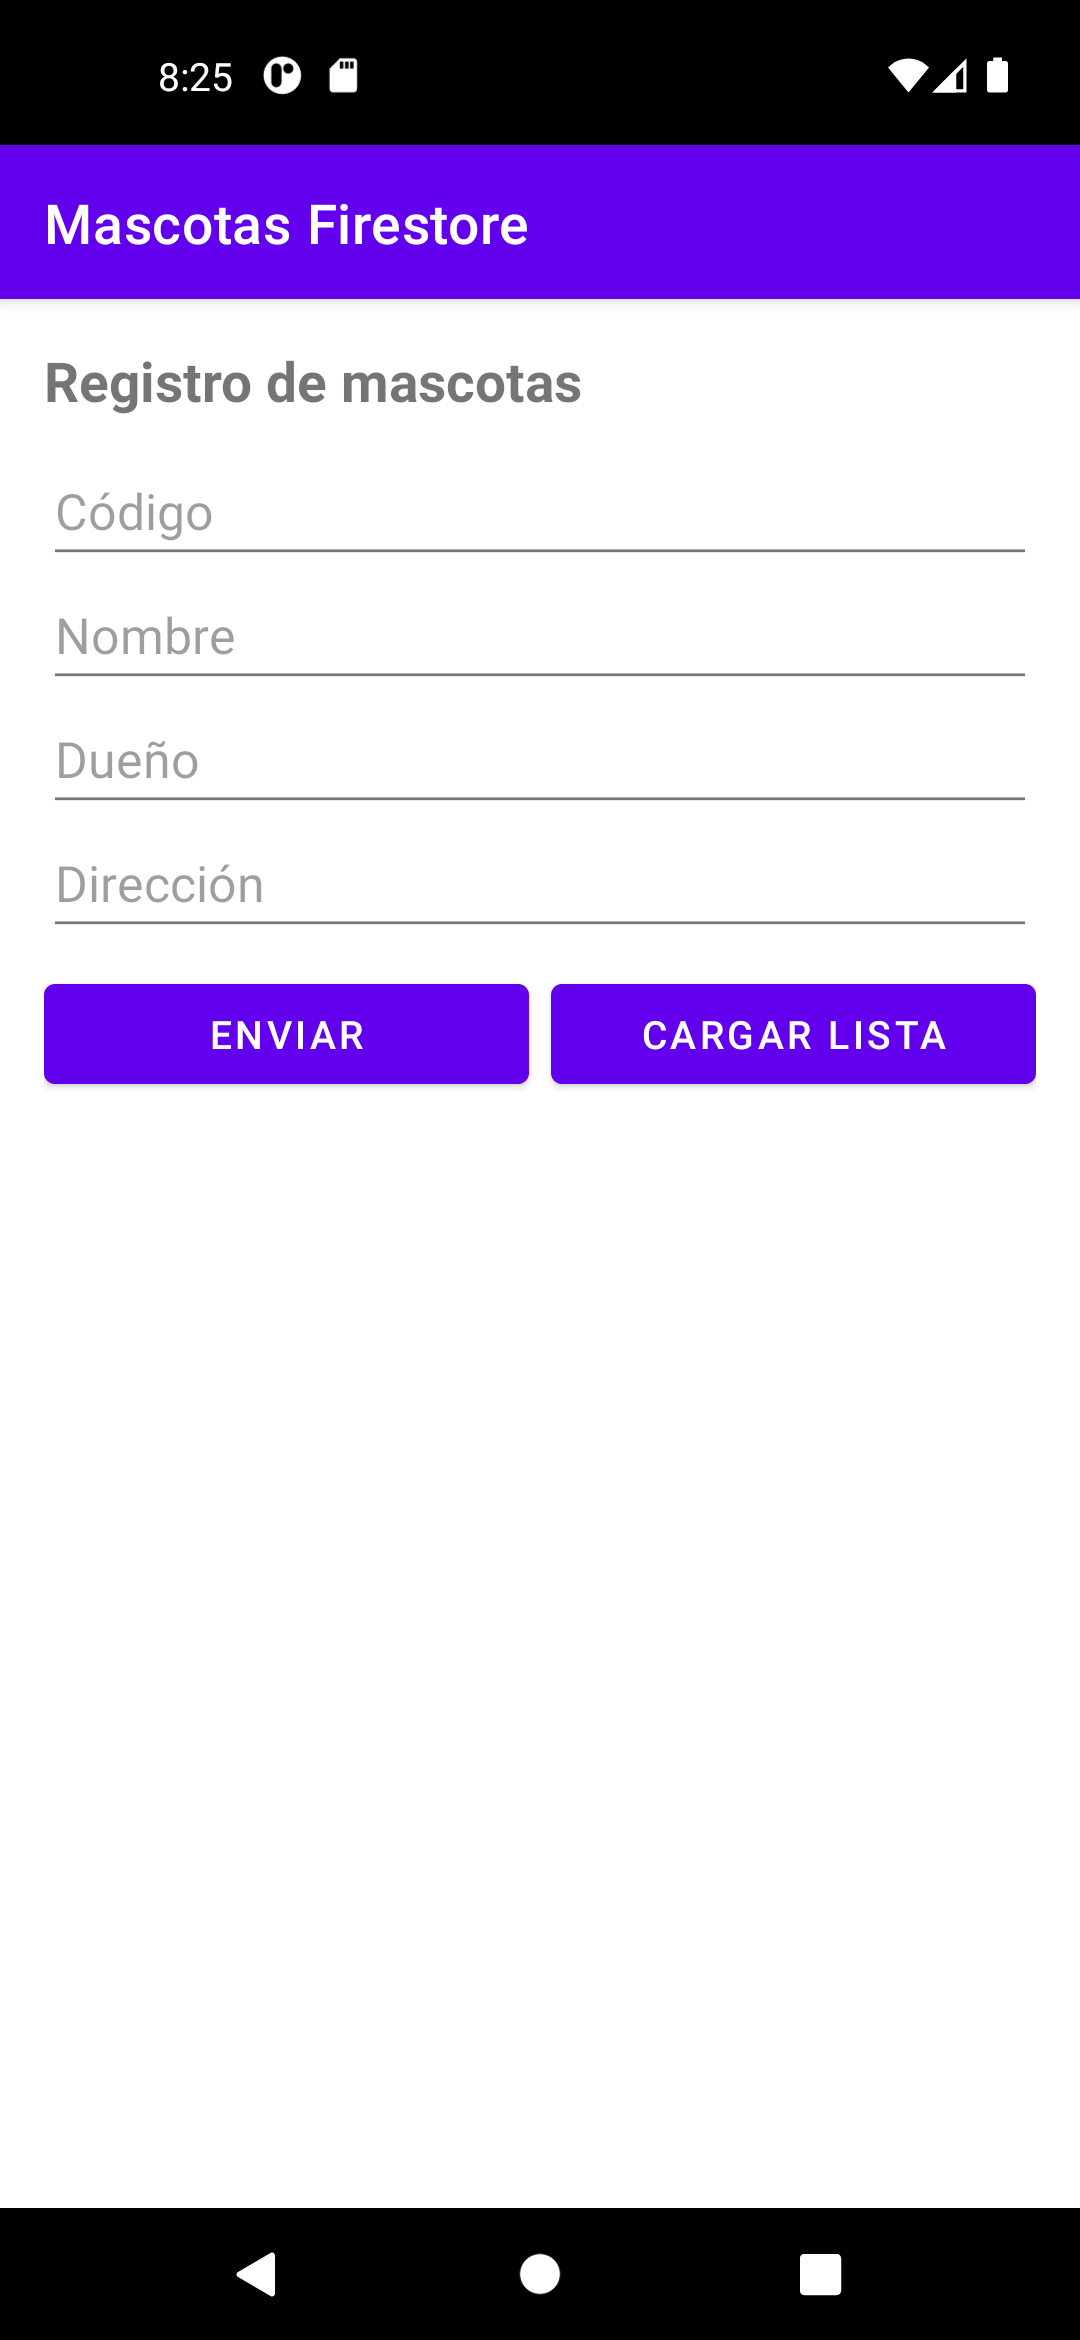 8:25
Mascotas Firestore
Registro de mascotas
Código
Nombre
Dueño
Dirección
ENVIAR
CARGAR LISTA